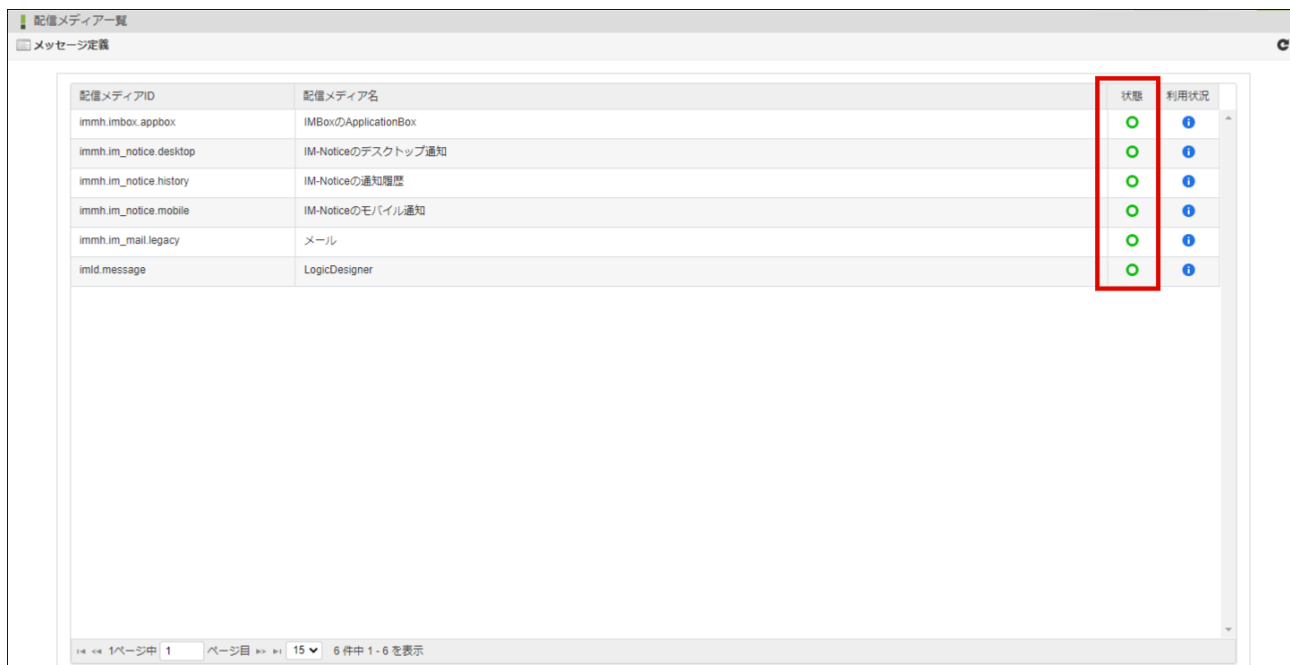 配信メディア一覧
メッセージ定義
配信メディアID 配信メディア名 状態 利用状況
immh.imbox.appbox IMBoxのApplicationBox
immh.im_notice.desktop IM-Noticeのデスクトップ通知
immh.im_notice.history IM-Noticeの通知履歴
immh.im_notice.mobile IM-Noticeのモバイル通知
immh.im_mail.legacy メール
imld.message LogicDesigner
1ページ中 1 ページ目 15 6 件中 1 - 6 を表示